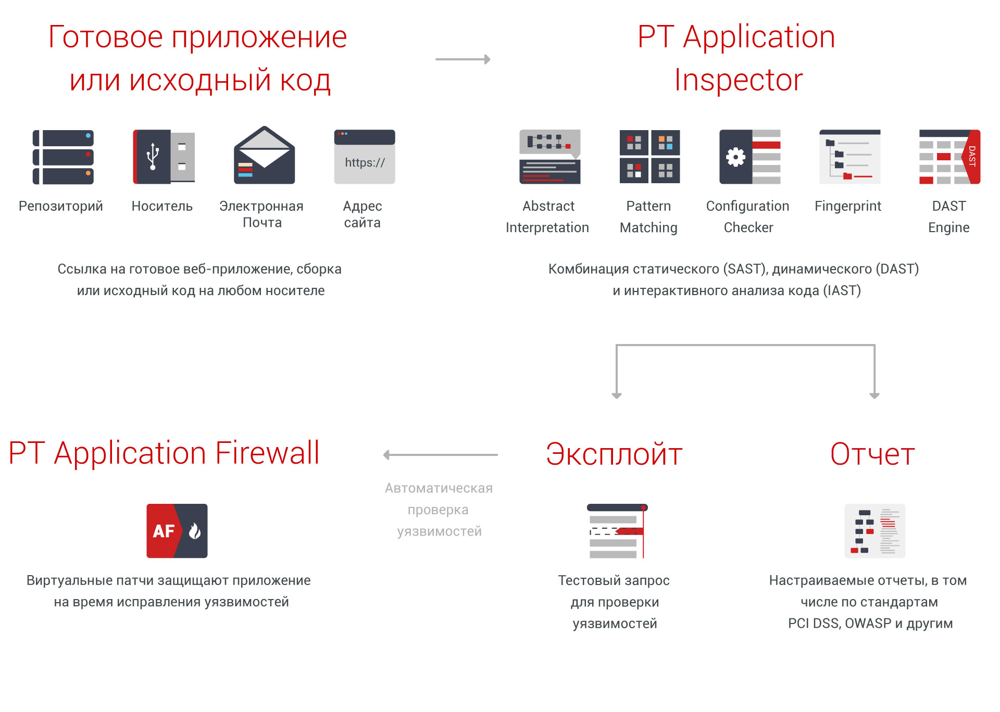 Готовое приложение
или исходный код
https://
Репозиторий
Носитель
Электронная
Почта
Адрес
сайта
Ссылка на готовое веб-приложение, сборка
или исходный код на любом носителе
PT Application
Inspector
DAST
Abstract
Interpretation
Pattern
Matching
Configuration
Checker
Fingerprint
DAST
Engine
Комбинация статического (SAST), динамического (DAST)
и интерактивного анализа кода (IAST)
PT Application Firewall
AF
Виртуальные патчи защищают приложение
на время исправления уязвимостей
Автоматическая
проверка
уязвимостей
Эксплойт
Тестовый запрос
для проверки
уязвимостей
Отчет
Настраиваемые отчеты, в том
числе по стандартам
PCI DSS, OWASP и другим